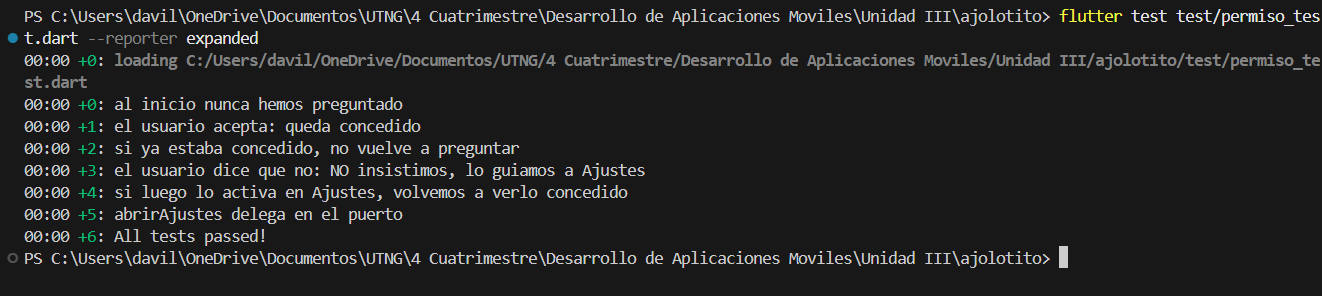 PS C:\Users\davil\OneDrive\Documentos\UTNG\4 Cuatrimestre\Desarrollo de Aplicaciones Moviles\Unidad III\ajolotito> flutter test test/permiso_tes
t.dart --reporter expanded
00:00 +0: loading C:/Users/davil/OneDrive/Documentos/UTNG/4 Cuatrimestre/Desarrollo de Aplicaciones Moviles/Unidad III/ajolotito/test/permiso_te
st.dart
00:00 +0: al inicio nunca hemos preguntado
00:00 +1: el usuario acepta: queda concedido
00:00 +2: si ya estaba concedido, no vuelve a preguntar
00:00 +3: el usuario dice que no: NO insistimos, lo guiamos a Ajustes
00:00 +4: si luego lo activa en Ajustes, volvemos a verlo concedido
00:00 +5: abrirAjustes delega en el puerto
00:00 +6: All tests passed!
PS C:\Users\davil\OneDrive\Documentos\UTNG\4 Cuatrimestre\Desarrollo de Aplicaciones Moviles\Unidad III\ajolotito>